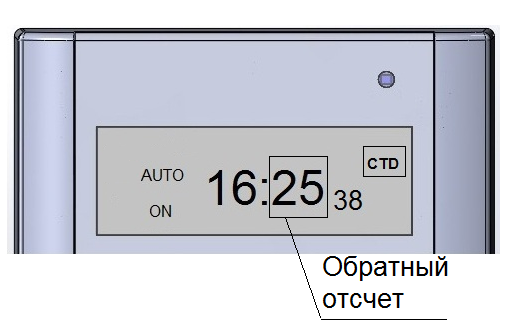 AUTO
ON
16:25 38
CTD
Обратный
отсчет